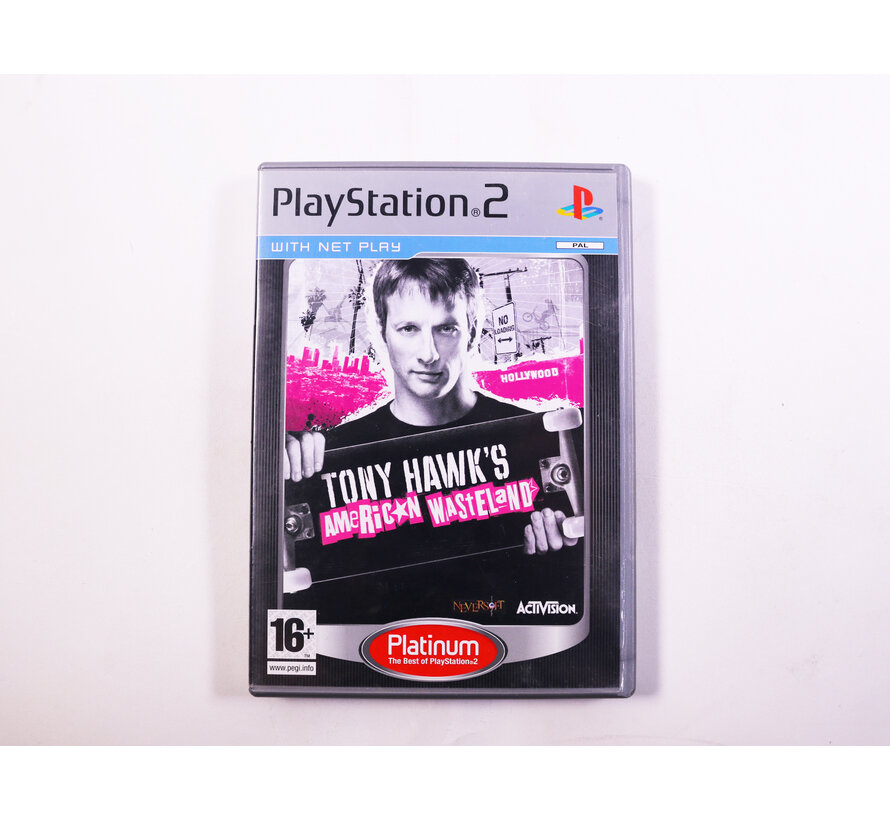 PlayStation®2
WITH NET PLAY
PAL
NO
HOLLYWOOD
TONY HAWK'S
AMERICAN WASTELAND
NEVERSOFT
ACTIVISION.
16+
www.pegi.info
Platinum
The Best of PlayStation®2